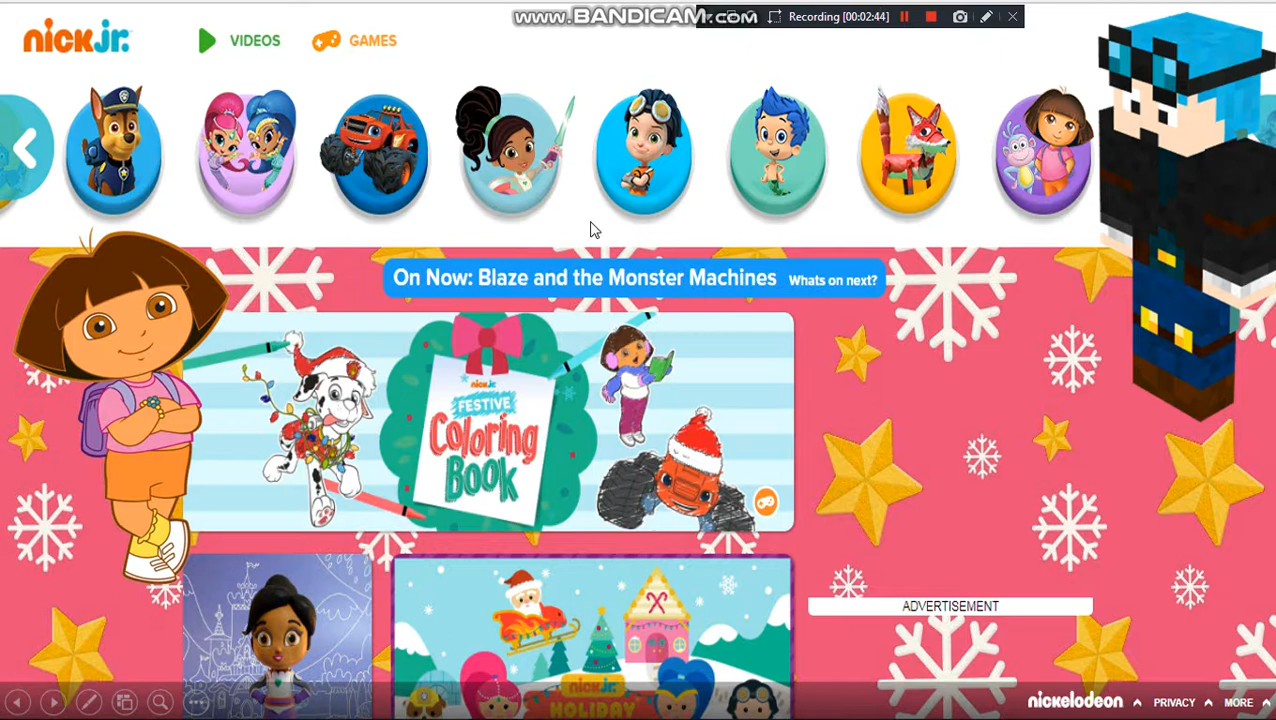 www.BANDICAM.com
Recording [00:02:44]
nick jr.
VIDEOS
GAMES
On Now: Blaze and the Monster Machines Whats on next?
nick jr.
FESTIVE
Coloring
BOOK
ADVERTISEMENT
nick jr.
HOLIDAY
nickelodeon
PRIVACY
MORE